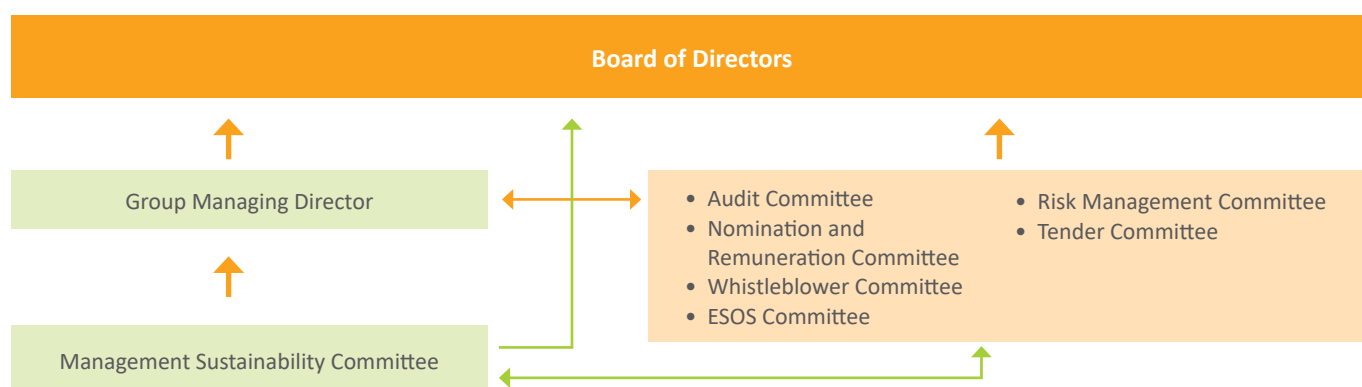 Board of Directors
Group Managing Director
• Audit Committee
• Nomination and
Remuneration Committee
• Whistleblower Committee
• ESOS Committee
• Risk Management Committee
• Tender Committee
Management Sustainability Committee